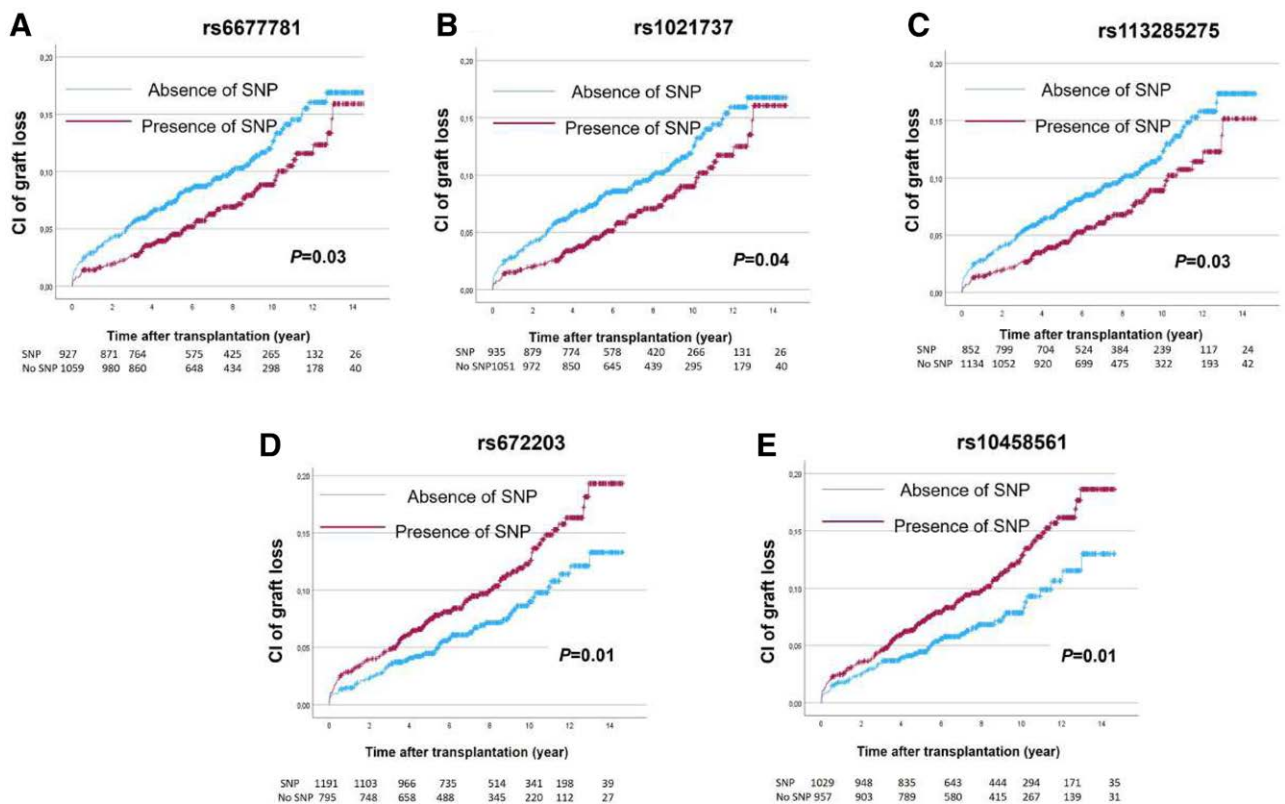 A
rs6677781
0,20
Absence of SNP
0,15
Presence of SNP
CI of graft loss
0,10
0,05
P=0.03
0,00
0 2 4 6 8 10 12 14
Time after transplantation (year)
SNP 927 871 764 575 425 265 132 26
No SNP 1059 980 860 648 434 298 178 40
B
rs1021737
0,20
Absence of SNP
0,15
Presence of SNP
CI of graft loss
0,10
0,05
P=0.04
0,00
0 2 4 6 8 10 12 14
Time after transplantation (year)
SNP 935 879 774 578 420 266 131 26
No SNP1051 972 850 645 439 295 179 40
C
rs113285275
0,20
Absence of SNP
0,15
Presence of SNP
CI of graft loss
0,10
0,05
P=0.03
0,00
0 2 4 6 8 10 12 14
Time after transplantation (year)
SNP 852 799 704 524 384 239 117 24
No SNP 1134 1052 920 699 475 322 193 42
D
rs672203
0,20
Absence of SNP
Presence of SNP
0,15
CI of graft loss
0,10
0,05
P=0.01
0,00
0 2 4 6 8 10 12 14
Time after transplantation (year)
SNP 1191 1103 966 735 514 341 198 39
No SNP 795 748 658 488 345 220 112 27
E
rs10458561
0,20
Absence of SNP
Presence of SNP
0,15
CI of graft loss
0,10
0,05
P=0.01
0,00
0 2 4 6 8 10 12 14
Time after transplantation (year)
SNP 1029 948 835 643 444 294 171 35
No SNP 957 903 789 580 415 267 139 31